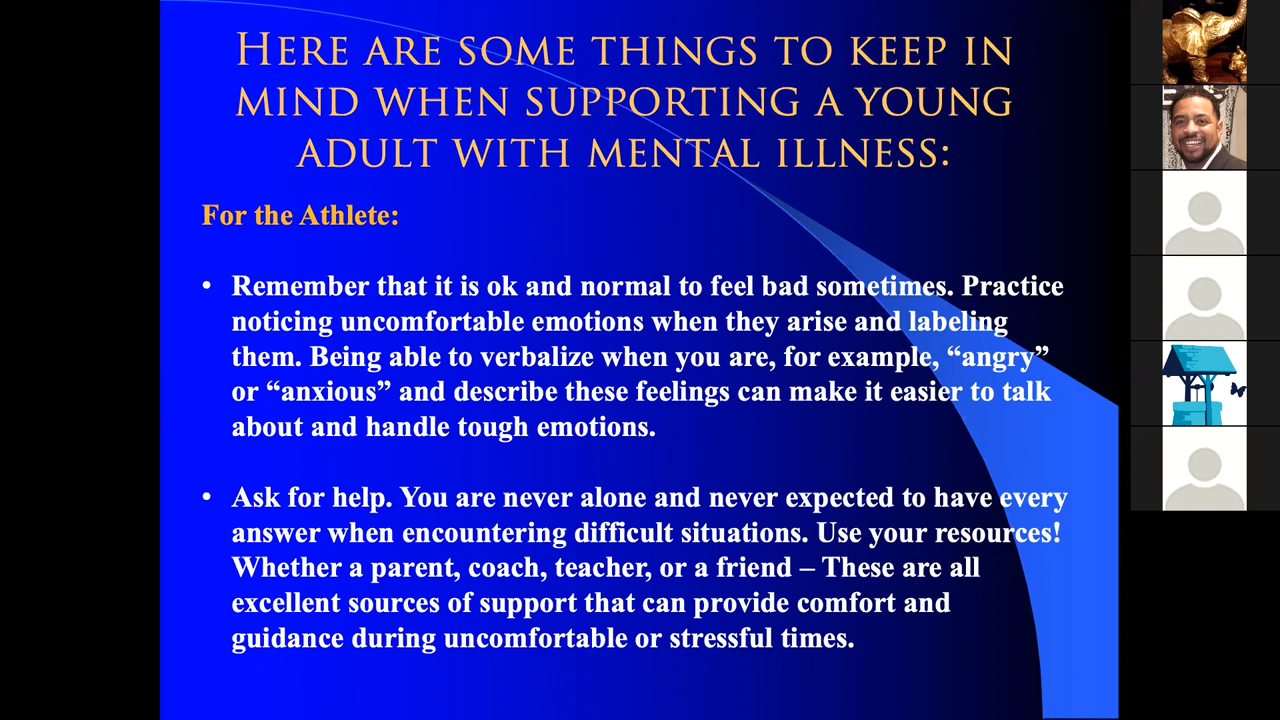 HERE ARE SOME THINGS TO KEEP IN
MIND WHEN SUPPORTING A YOUNG
ADULT WITH MENTAL ILLNESS:
For the Athlete:
• Remember that it is ok and normal to feel bad sometimes. Practice
noticing uncomfortable emotions when they arise and labeling
them. Being able to verbalize when you are, for example, “angry”
or “anxious” and describe these feelings can make it easier to talk
about and handle tough emotions.
• Ask for help. You are never alone and never expected to have every
answer when encountering difficult situations. Use your resources!
Whether a parent, coach, teacher, or a friend – These are all
excellent sources of support that can provide comfort and
guidance during uncomfortable or stressful times.